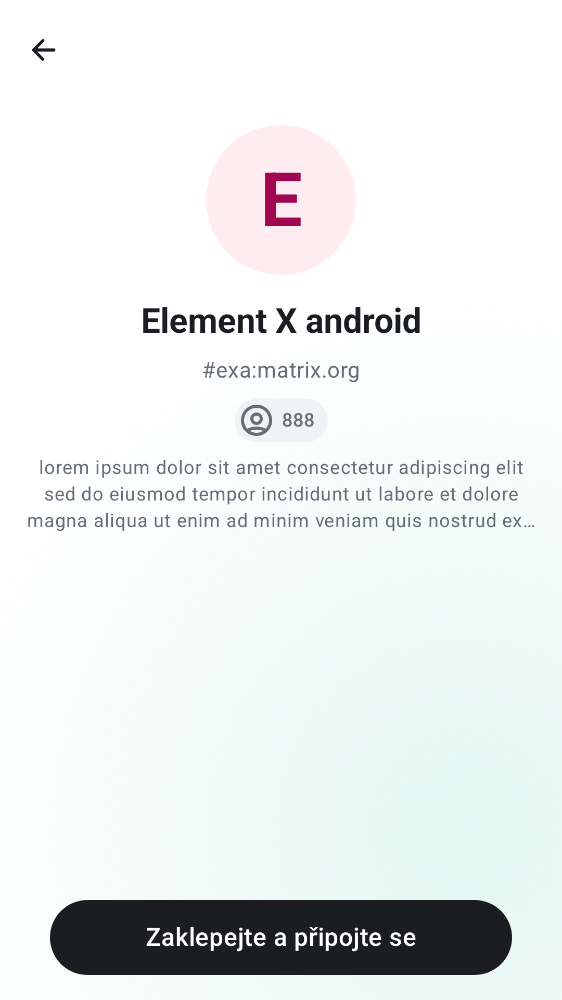 E
Element X android
#exa:matrix.org
888
lorem ipsum dolor sit amet consectetur adipiscing elit
sed do eiusmod tempor incididunt ut labore et dolore
magna aliqua ut enim ad minim veniam quis nostrud ex…
Zaklepejte a připojte se